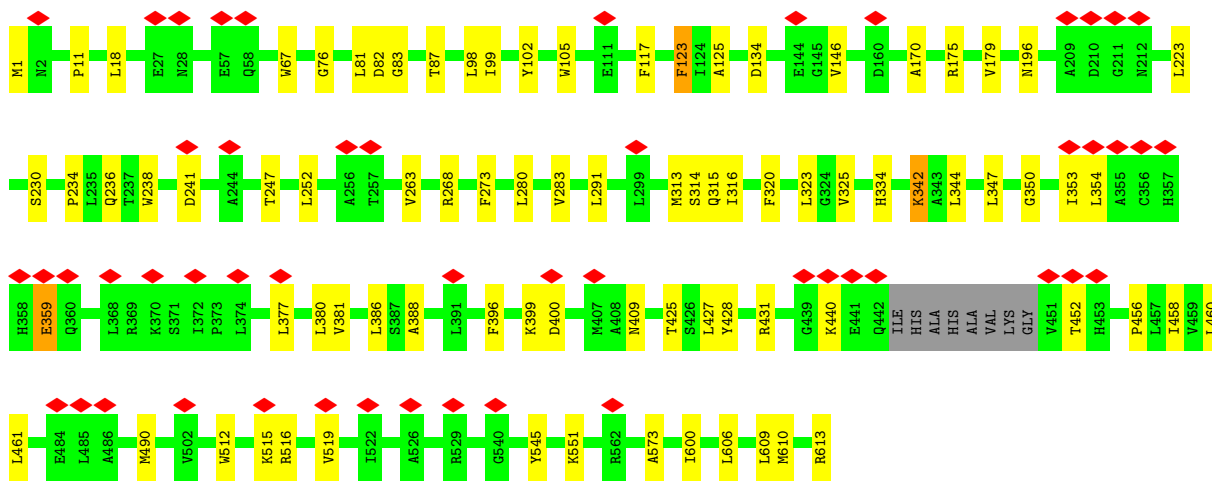 M1 N2 P11 L18 E27 N28 E57 Q58 W67 G76 L81 D82 G83 T87 L98 I99 Y102 W105 E111 F117 F123 I124 A125 D134 E144 G145 V146 D160 A170 R175 V179 N196 A209 D210 G211 N212 L223
S230 P234 L235 Q236 T237 W238 D241 A244 T247 L252 A256 T257 V263 R268 F273 L280 V283 L291 L299 M313 S314 Q315 I316 F320 L323 G324 V325 H334 K342 A343 L344 L347 G350 I353 L354 A355 C356 H357
H358 E359 Q360 L368 R369 K370 S371 I372 P373 L374 L377 L380 V381 L386 S387 A388 L391 F396 K399 D400 M407 A408 N409 T425 S426 L427 Y428 R431 G439 K440 E441 Q442 ILE HIS ALA HIS ALA VAL LYS GLY V451 T452 H453 P456 L457 I458 V459 L460
L461 E484 L485 A486 M490 V502 W512 K515 R516 V519 I522 A526 R529 G540 Y545 K551 R562 A573 I600 L606 L609 M610 R613